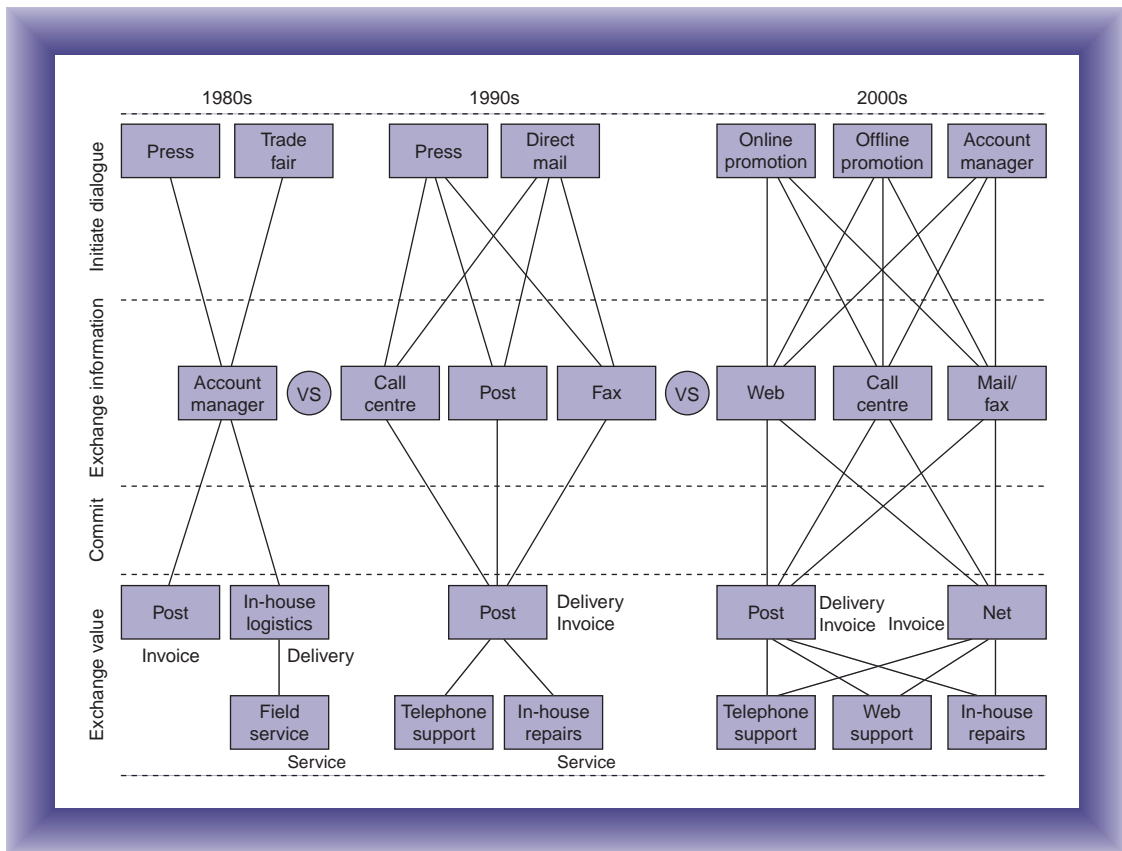 1980s
1990s
2000s
Initiate dialogue
Press
Trade
fair
Press
Direct
mail
Online
promotion
Offline
promotion
Account
manager
Exchange information
Account
manager
VS
Call
centre
Post
Fax
VS
Web
Call
centre
Mail/
fax
Commit
Exchange value
Post
Invoice
In-house
logistics
Delivery
Post
Delivery
Invoice
Post
Delivery
Invoice
Invoice
Net
Field
service
Service
Telephone
support
In-house
repairs
Service
Telephone
support
Web
support
In-house
repairs